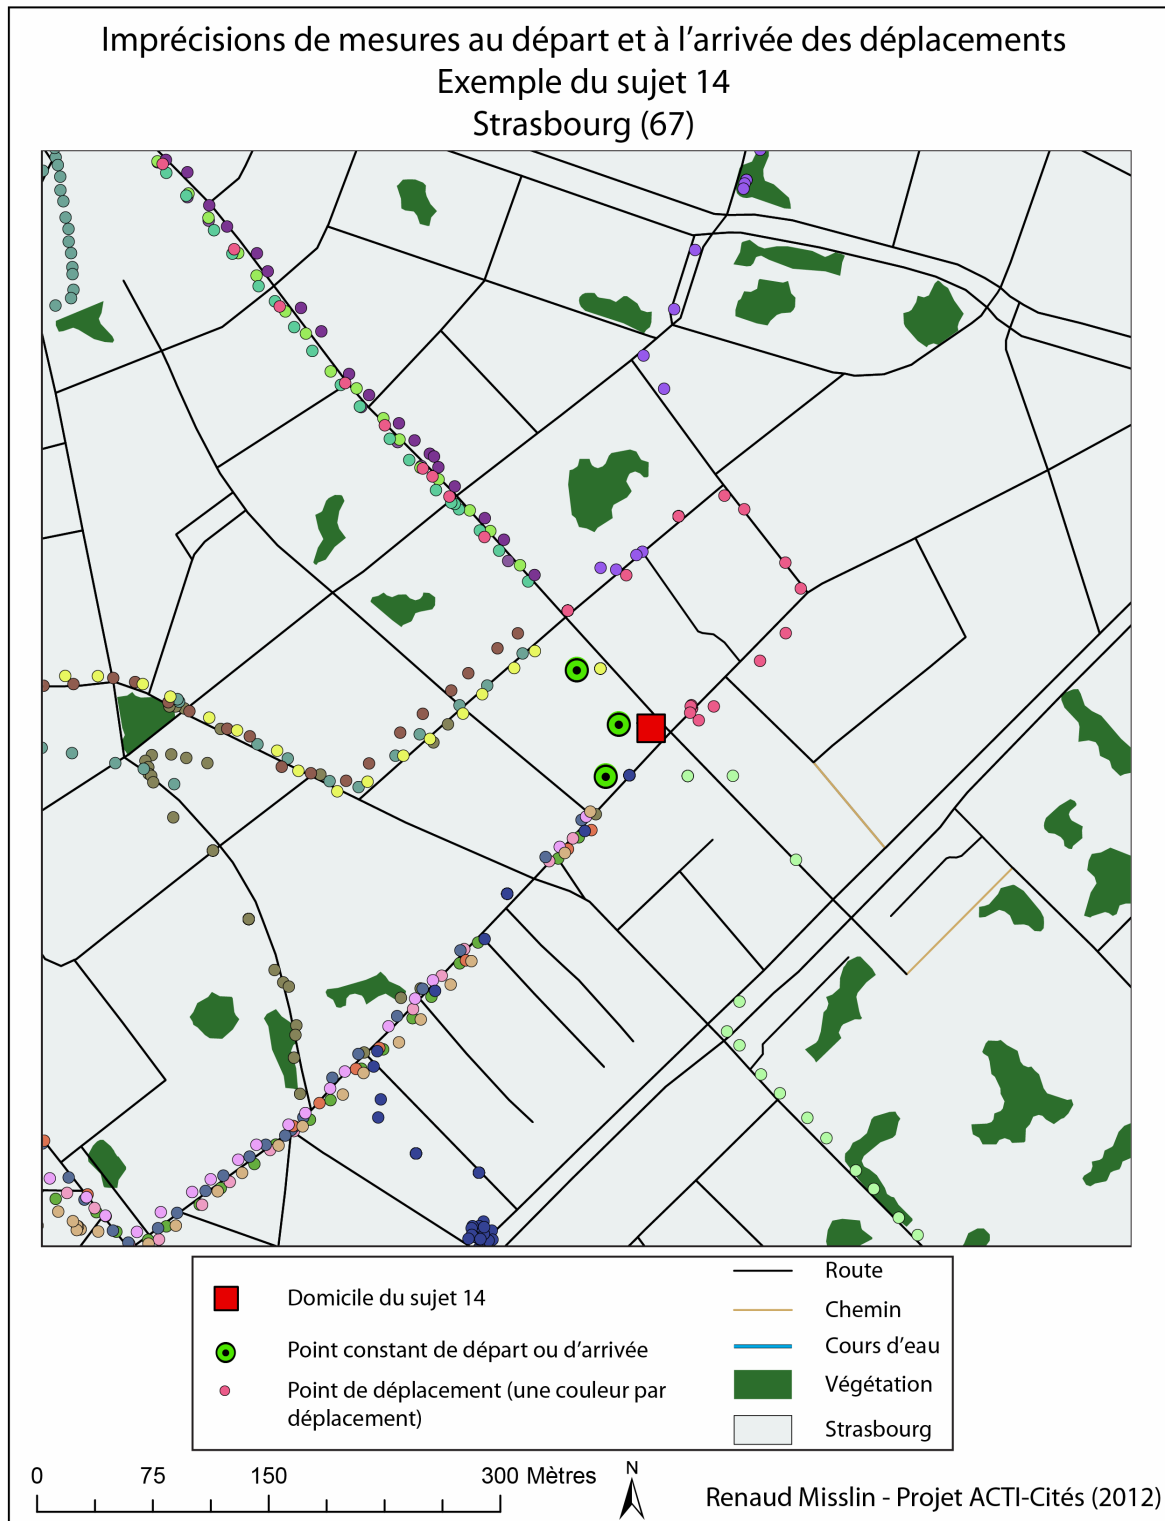 Imprécisions de mesures au départ et à l’arrivée des déplacements
Exemple du sujet 14
Strasbourg (67)
Domicile du sujet 14
Point constant de départ ou d’arrivée
Point de déplacement (une couleur par
déplacement)
Route
Chemin
Cours d’eau
Végétation
Strasbourg
0 75 150 300 Mètres
N
Renaud Misslin - Projet ACTI-Cités (2012)